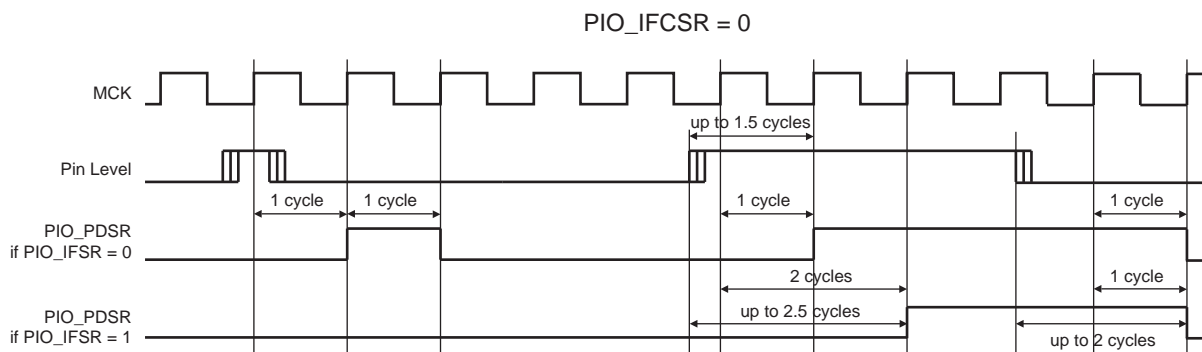 PIO_IFCSR = 0
MCK
up to 1.5 cycles
Pin Level
1 cycle
1 cycle
1 cycle
1 cycle
PIO_PDSR
if PIO_IFSR = 0
2 cycles
1 cycle
up to 2.5 cycles
PIO_PDSR
if PIO_IFSR = 1
up to 2 cycles